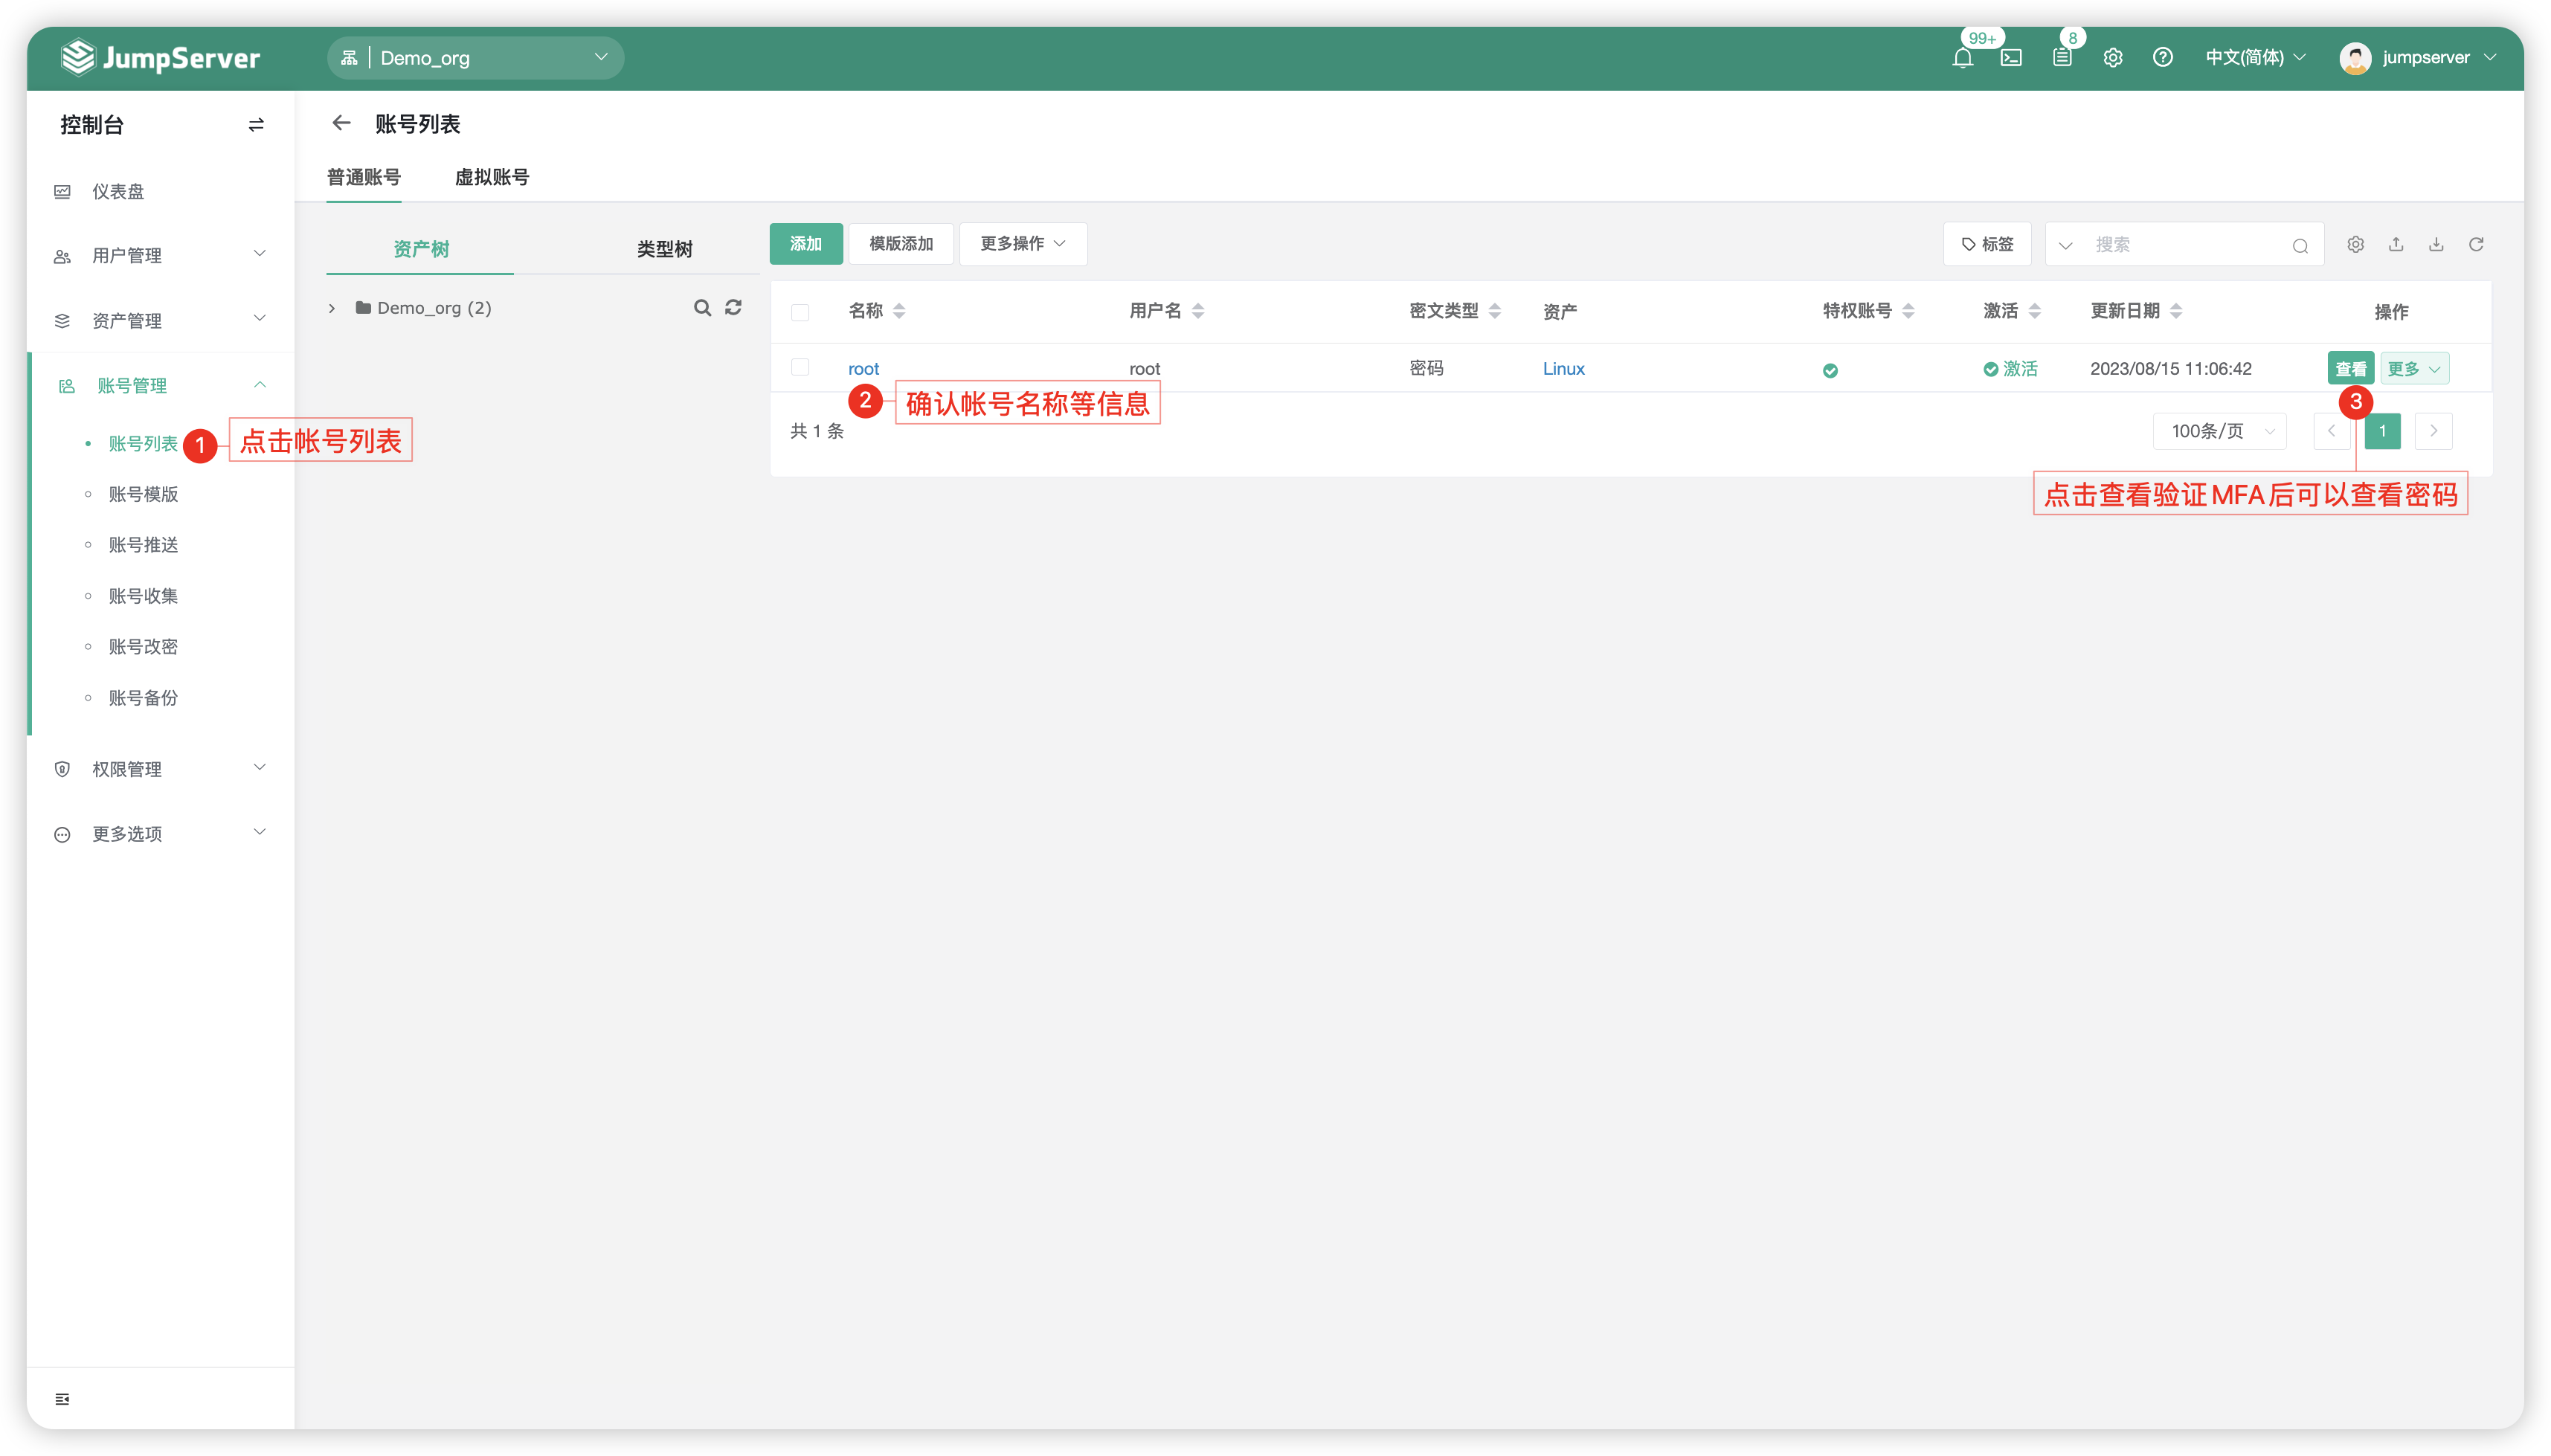 JumpServer
Demo_org
99+
8
中文(简体)
jumpserver
控制台
账号列表
仪表盘
用户管理
资产管理
账号管理
账号列表
账号模版
账号推送
账号收集
账号改密
账号备份
权限管理
更多选项
1 点击帐号列表
普通账号 虚拟账号
资产树 类型树
Demo_org (2)
添加 模版添加 更多操作
标签 搜索
名称 用户名 密文类型 资产 特权账号 激活 更新日期 操作
root root 密码 Linux 激活 2023/08/15 11:06:42 查看 更多
2 确认帐号名称等信息
3
共 1 条 100条/页 1
点击查看验证MFA后可以查看密码